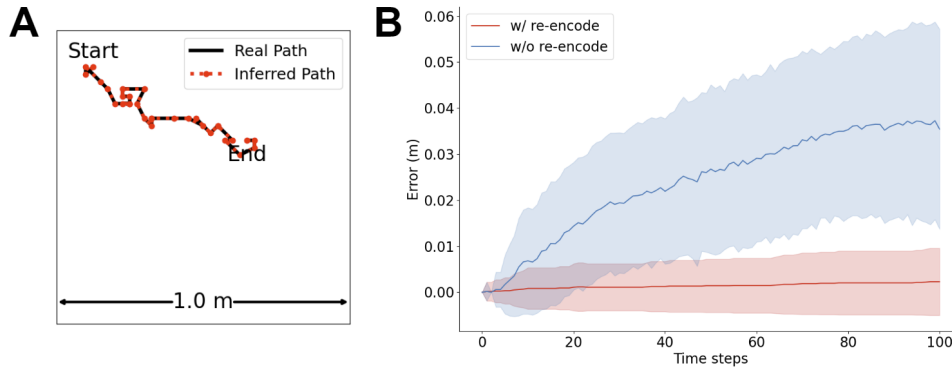 A
Start
Real Path
Inferred Path
End
1.0 m
B
w/ re-encode
w/o re-encode
Error (m)
0.06
0.05
0.04
0.03
0.02
0.01
0.00
0 20 40 60 80 100
Time steps